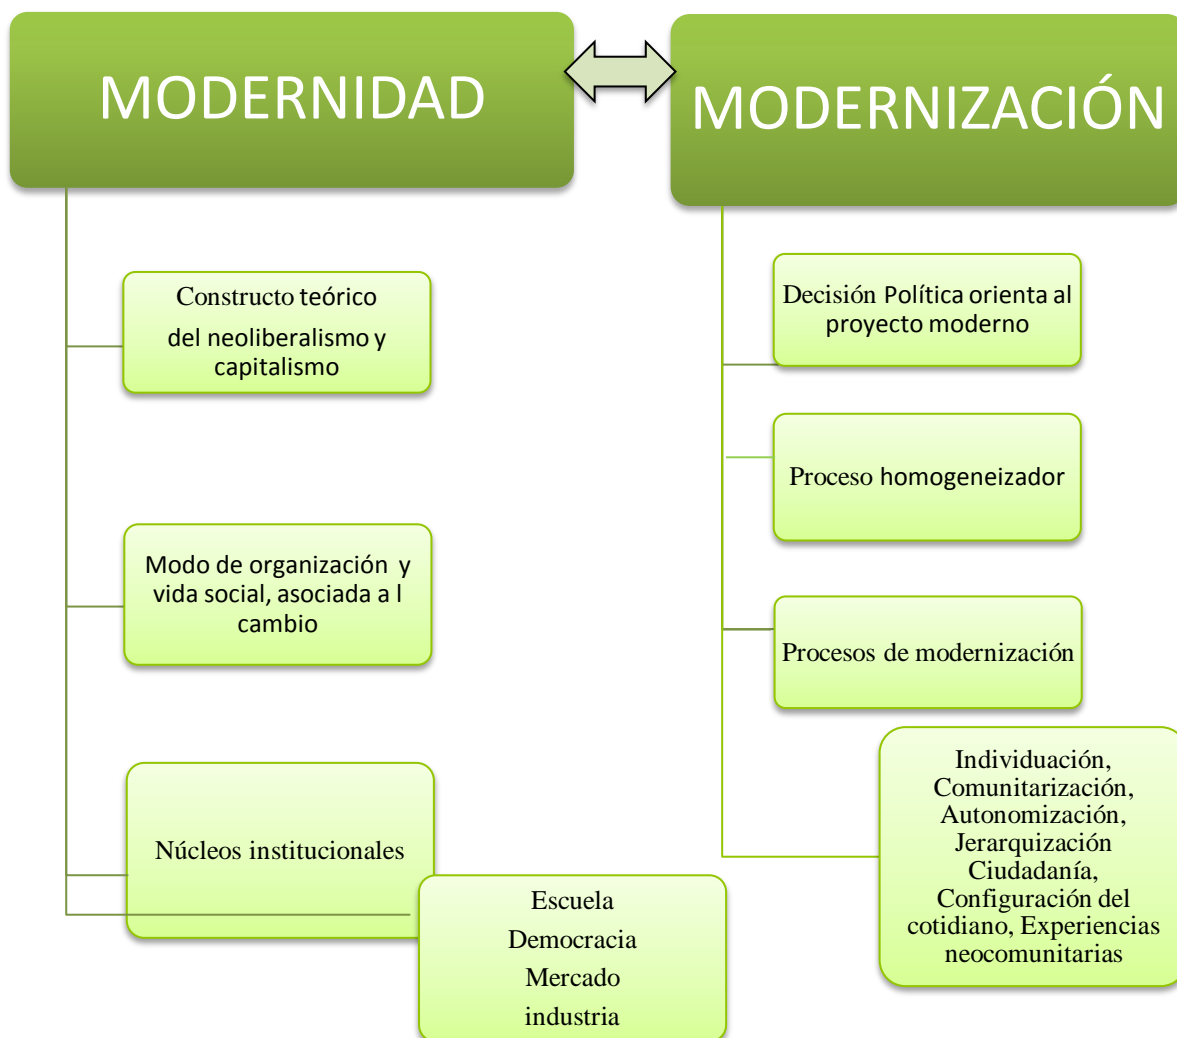 MODERNIDAD
Constructo teórico
del neoliberalismo y
capitalismo
Modo de organización y
vida social, asociada a l
cambio
Núcleos institucionales
Escuela
Democracia
Mercado
industria
MODERNIZACIÓN
Decisión Política orienta al
proyecto moderno
Proceso homogeneizador
Procesos de modernización
Individuación,
Comunitarización,
Autonomización,
Jerarquización
Ciudadanía,
Configuración del
cotidiano, Experiencias
neocomunitarias